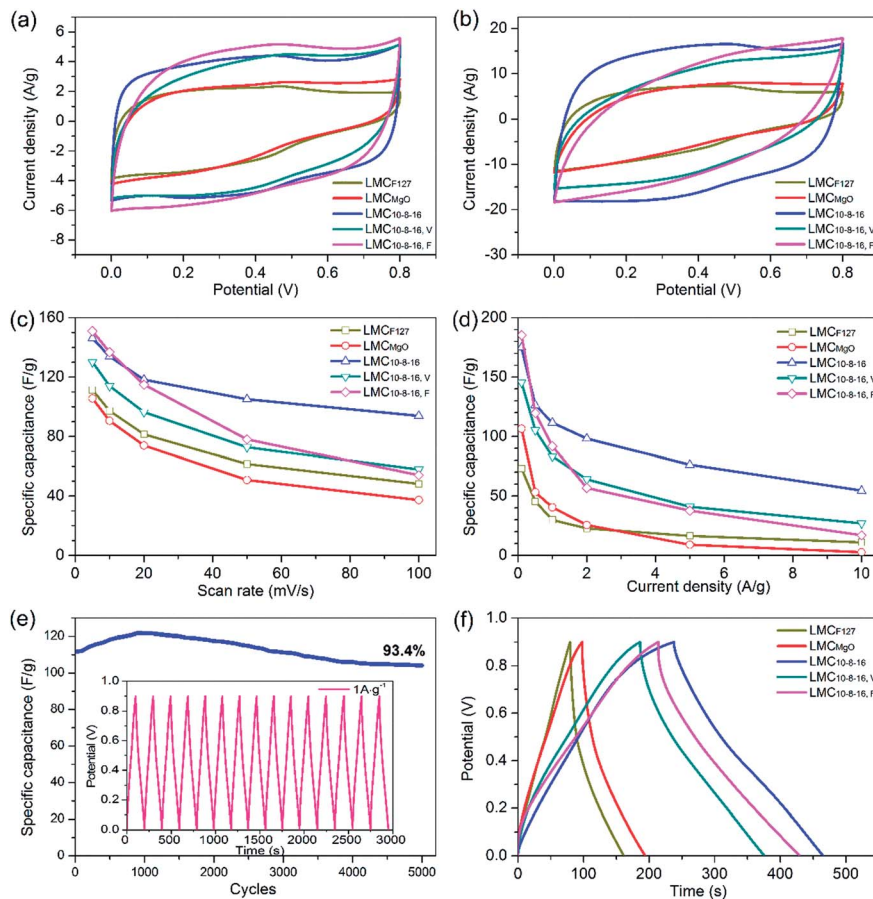 (a)
6
4
2
0
-2
-4
-6
-8
Current density (A/g)
0.0 0.2 0.4 0.6 0.8
Potential (V)
LMCF127
LMCMgO
LMC10-8-16
LMC10-8-16, V
LMC10-8-16, F
(b)
20
10
0
-10
-20
-30
Current density (A/g)
0.0 0.2 0.4 0.6 0.8
Potential (V)
LMCF127
LMCMgO
LMC10-8-16
LMC10-8-16, V
LMC10-8-16, F
(c)
160
120
80
40
0
Specific capacitance (F/g)
0 20 40 60 80 100
Scan rate (mV/s)
LMCF127
LMCMgO
LMC10-8-16
LMC10-8-16, V
LMC10-8-16, F
(d)
200
150
100
50
0
Specific capacitance (F/g)
0 2 4 6 8 10
Current density (A/g)
LMCF127
LMCMgO
LMC10-8-16
LMC10-8-16, V
LMC10-8-16, F
(e)
120
100
80
60
40
20
0
Specific capacitance (F/g)
93.4%
1A·g-1
1.0
0.8
0.6
0.4
0.2
0.0
Potential (V)
0 500 1000 1500 2000 2500 3000
Time (s)
0 1000 2000 3000 4000 5000
Cycles
(f)
1.0
0.8
0.6
0.4
0.2
0.0
Potential (V)
0 100 200 300 400 500
Time (s)
LMCF127
LMCMgO
LMC10-8-16
LMC10-8-16, V
LMC10-8-16, F